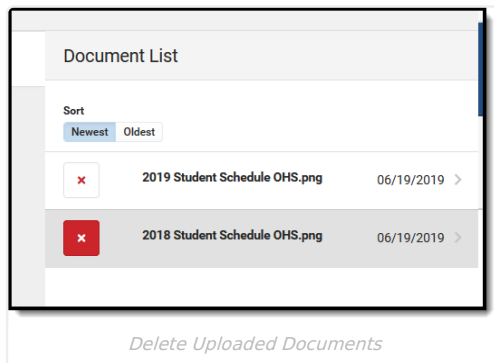 Document List
Sort
Newest Oldest
× 2019 Student Schedule OHS.png 06/19/2019 >
× 2018 Student Schedule OHS.png 06/19/2019 >
Delete Uploaded Documents